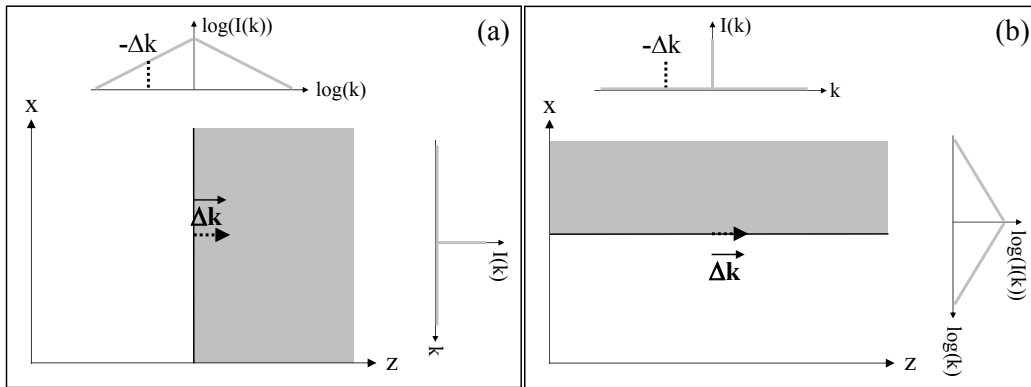 (a)
log(I(k))
-Δk
log(k)
x
Δk
I(k)
k
z
(b)
I(k)
-Δk
k
x
Δk
log(I(k))
log(k)
z